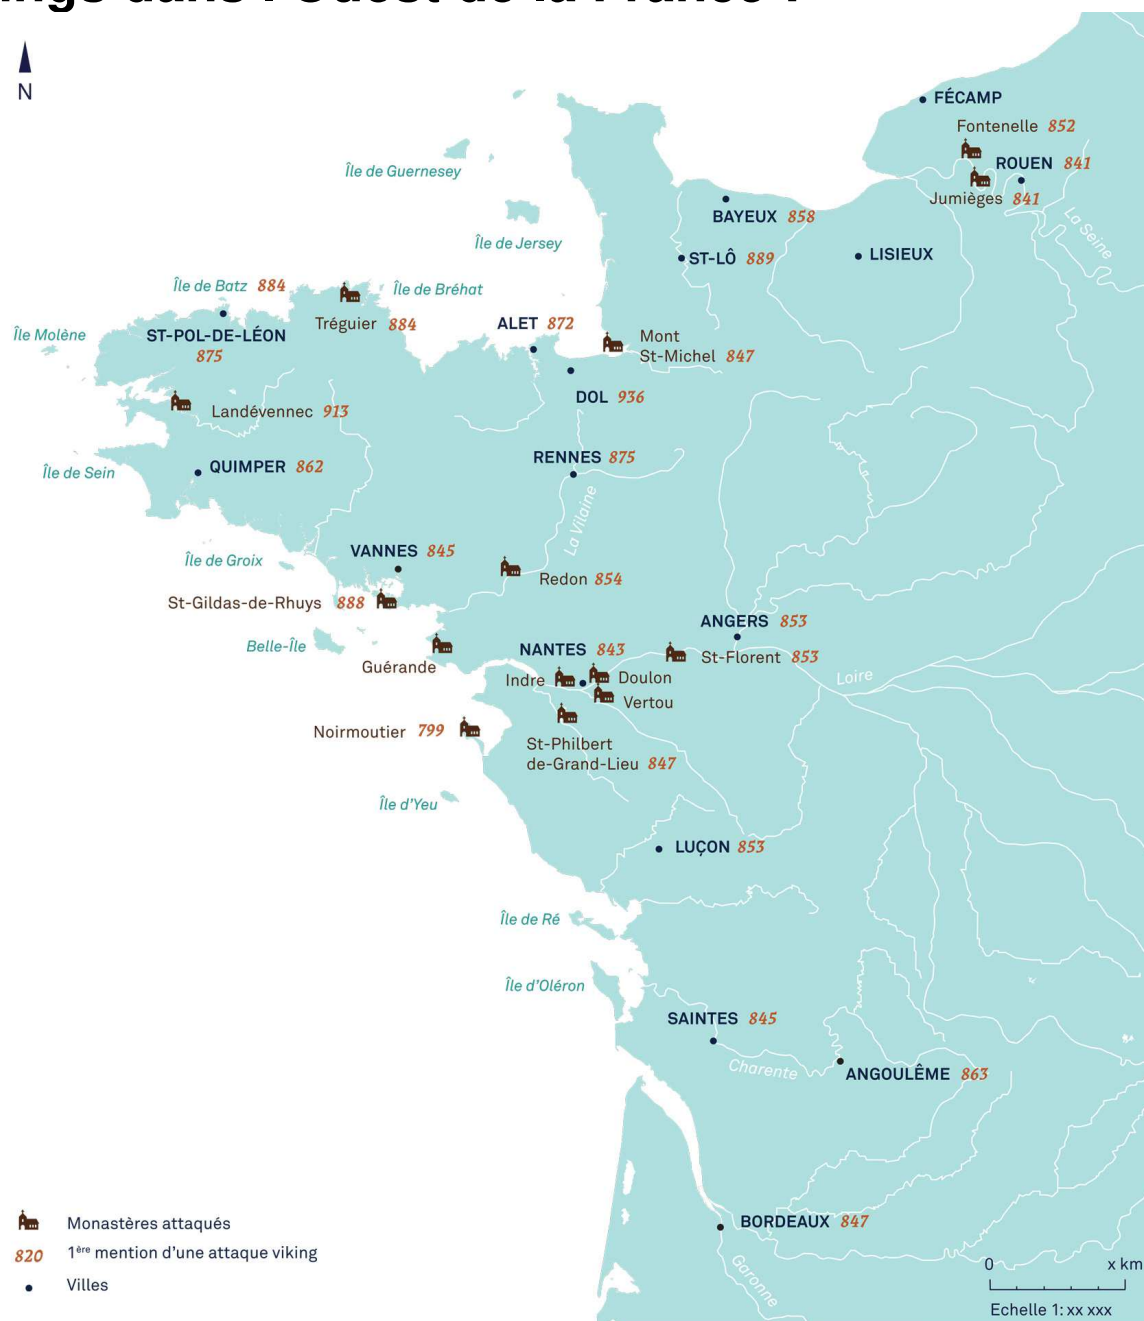 ings dans l'Ouest de la France ?
N
FÉCAMP
Fontenelle 852
ROUEN 841
Jumièges 841
La Seine
Île de Guernesey
BAYEUX 858
Île de Jersey
ST-LÔ 889
LISIEUX
Île de Batz 884
Île de Bréhat
Tréguier 884
ALET 872
Île Molène
ST-POL-DE-LÉON
875
Mont
St-Michel 847
DOL 936
Landévennec 913
RENNES 875
QUIMPER 862
Île de Sein
La Vilaine
VANNES 845
Île de Groix
Redon 854
St-Gildas-de-Rhuys 888
ANGERS 853
Belle-Île
NANTES 843
St-Florent 853
Guérande
Indre
Doulon
Loire
Vertou
Noirmoutier 799
St-Philbert
de-Grand-Lieu 847
Île d'Yeu
LUÇON 853
Île de Ré
Île d'Oléron
SAINTES 845
Charente
ANGOULÊME 863
BORDEAUX 847
Garonne
Monastères attaqués
820 1ère mention d'une attaque viking
Villes
0 x km
Echelle 1: xx xxx